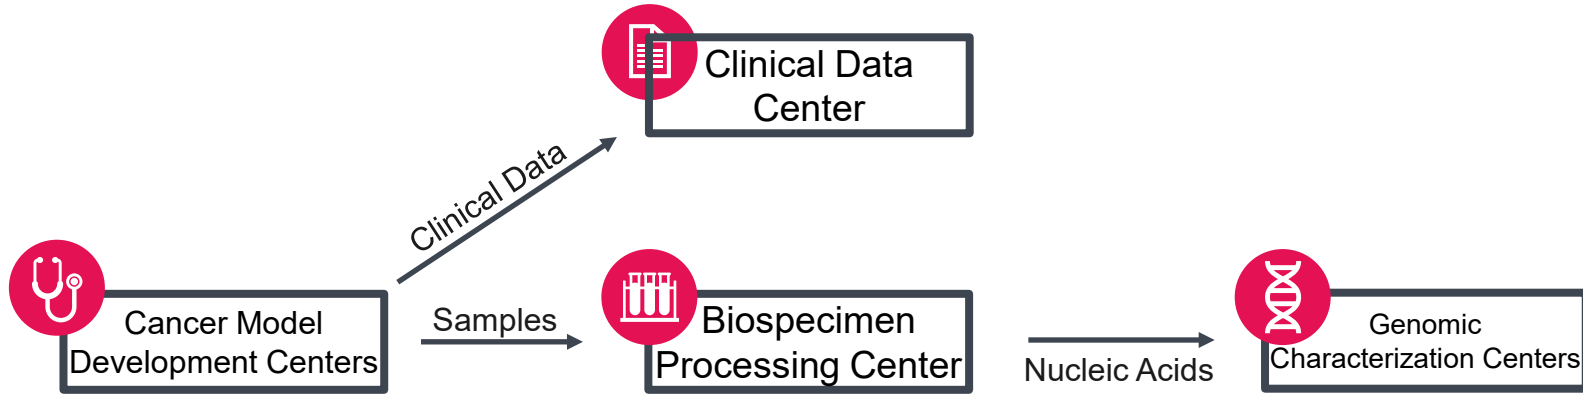 Clinical Data
Center
Clinical Data
Cancer Model
Development Centers
Samples
Biospecimen
Processing Center
Nucleic Acids
Genomic
Characterization Centers